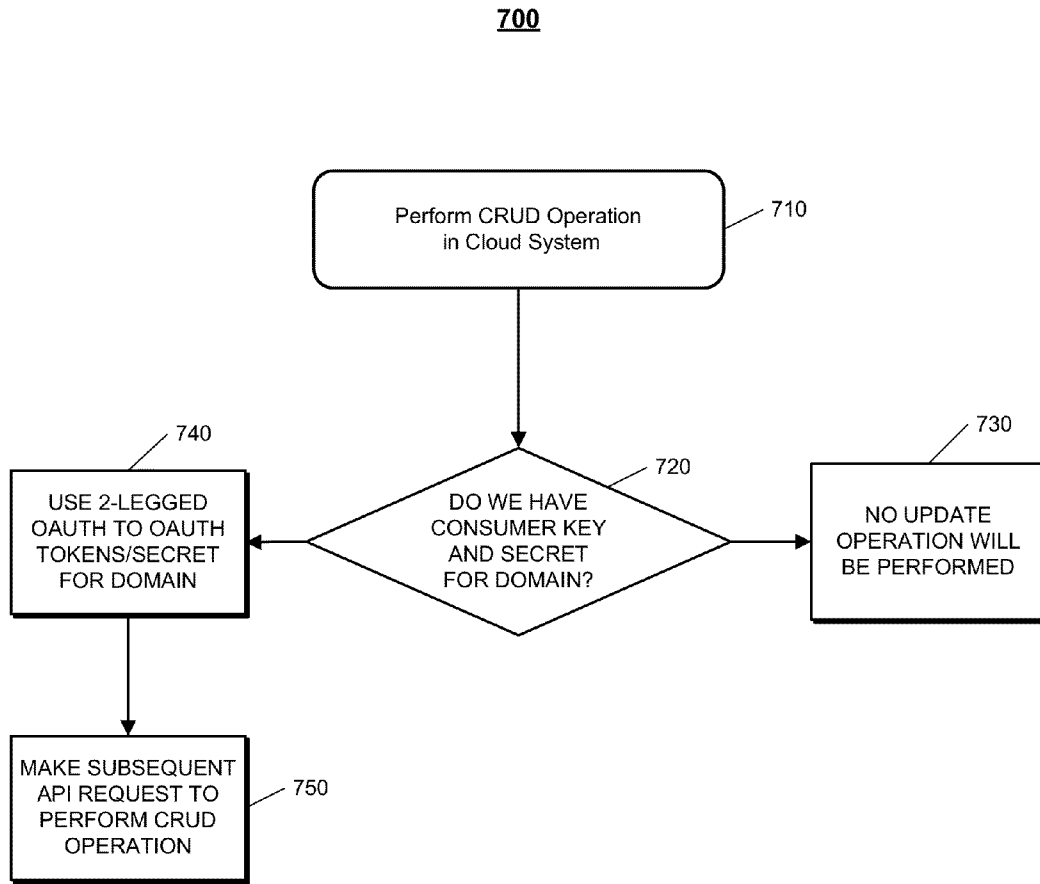 700
Perform CRUD Operation
in Cloud System
710
740
USE 2-LEGGED
OAUTH TO OAUTH
TOKENS/SECRET
FOR DOMAIN
720
DO WE HAVE
CONSUMER KEY
AND SECRET
FOR DOMAIN?
730
NO UPDATE
OPERATION WILL
BE PERFORMED
MAKE SUBSEQUENT
API REQUEST TO
PERFORM CRUD
OPERATION
750